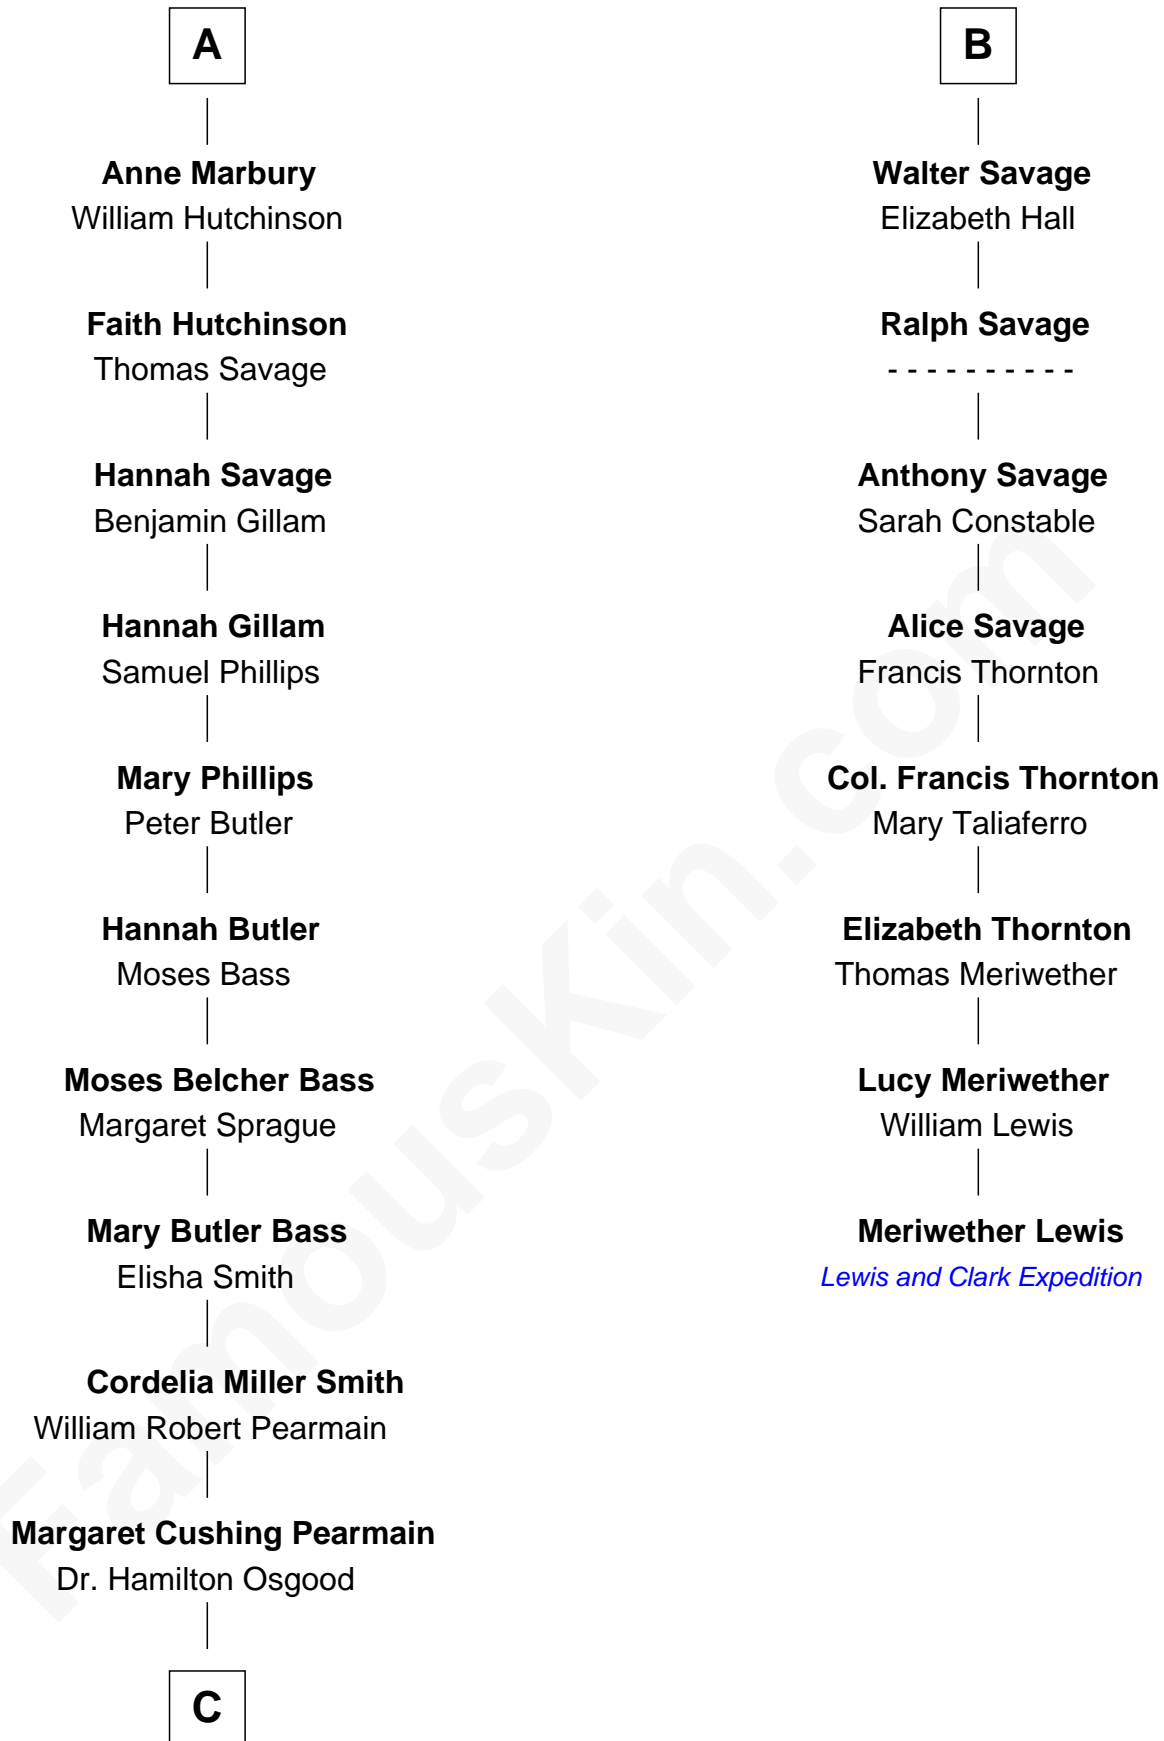 A
Anne Marbury
William Hutchinson
Faith Hutchinson
Thomas Savage
Hannah Savage
Benjamin Gillam
Hannah Gillam
Samuel Phillips
Mary Phillips
Peter Butler
Hannah Butler
Moses Bass
Moses Belcher Bass
Margaret Sprague
Mary Butler Bass
Elisha Smith
Cordelia Miller Smith
William Robert Pearmain
Margaret Cushing Pearmain
Dr. Hamilton Osgood
C
B
Walter Savage
Elizabeth Hall
Ralph Savage
- - - - - - - - - -
Anthony Savage
Sarah Constable
Alice Savage
Francis Thornton
Col. Francis Thornton
Mary Taliaferro
Elizabeth Thornton
Thomas Meriwether
Lucy Meriwether
William Lewis
Meriwether Lewis
Lewis and Clark Expedition
FamousKin.com